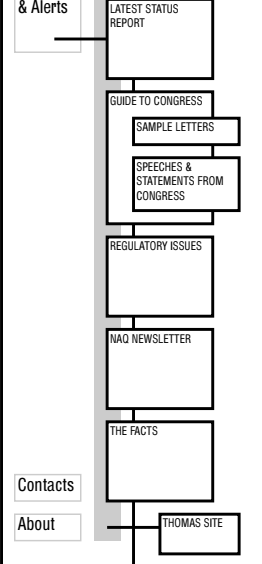 & Alerts
LATEST STATUS
REPORT
GUIDE TO CONGRESS
SAMPLE LETTERS
SPEECHES &
STATEMENTS FROM
CONGRESS
REGULATORY ISSUES
NAQ NEWSLETTER
THE FACTS
Contacts
About
THOMAS SITE